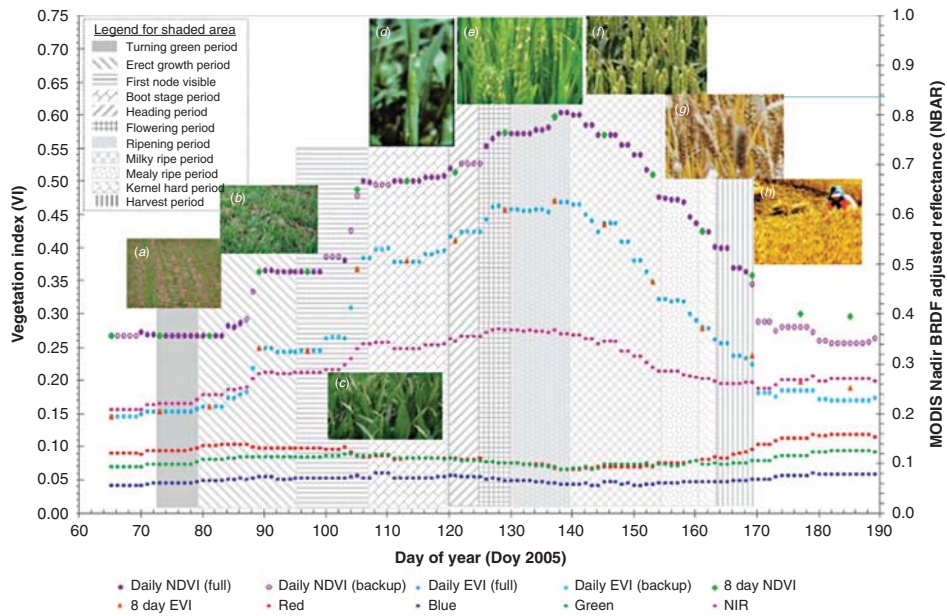 Legend for shaded area
Turning green period
Erect growth period
First node visible
Boot stage period
Heading period
Flowering period
Ripening period
Milky ripe period
Mealy ripe period
Kernel hard period
Harvest period
(a)
(b)
(c)
(d)
(e)
(f)
(g)
(h)
Vegetation index (VI)
0.75
0.70
0.65
0.60
0.55
0.50
0.45
0.40
0.35
0.30
0.25
0.20
0.15
0.10
0.05
0.00
MODIS Nadir BRDF adjusted reflectance (NBAR)
1.0
0.9
0.8
0.7
0.6
0.5
0.4
0.3
0.2
0.1
0.0
60 70 80 90 100 110 120 130 140 150 160 170 180 190
Day of year (Doy 2005)
Daily NDVI (full) Daily NDVI (backup) Daily EVI (full) Daily EVI (backup) 8 day NDVI
8 day EVI Red Blue Green NIR